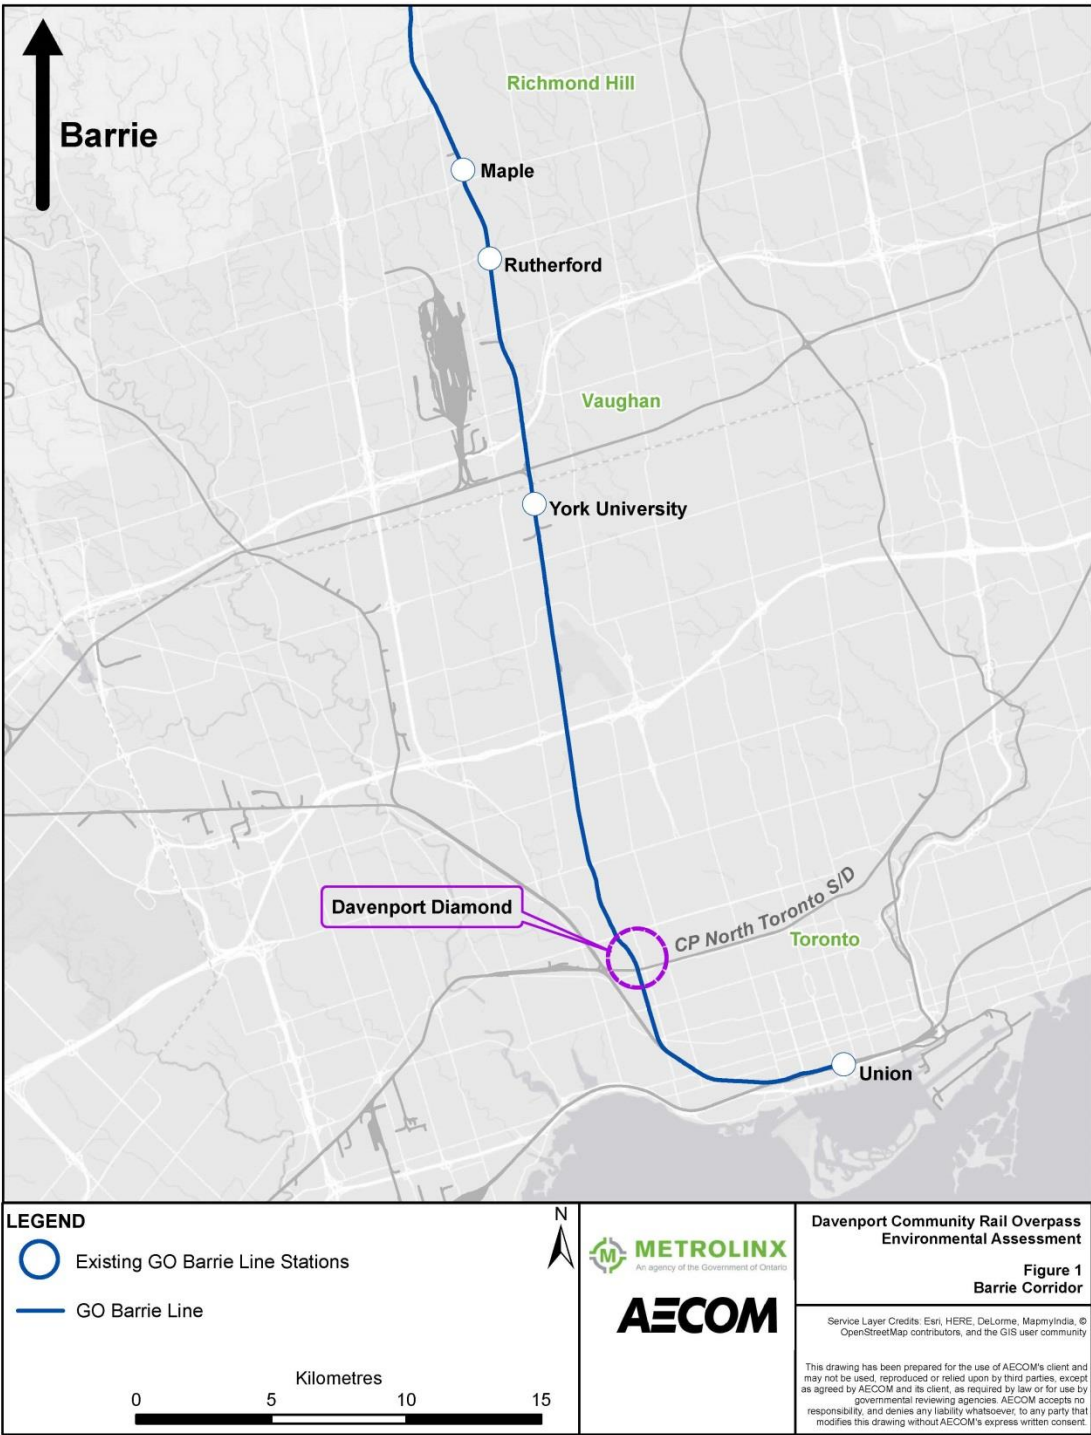 Barrie
Richmond Hill
Maple
Rutherford
Vaughan
York University
Davenport Diamond
CP North Toronto S/D
Toronto
Union
LEGEND
Existing GO Barrie Line Stations
GO Barrie Line
N
Kilometres
0 5 10 15
M METROLINX
An agency of the Government of Ontario
AECOM
Davenport Community Rail Overpass
Environmental Assessment
Figure 1
Barrie Corridor
Service Layer Credits: Esri, HERE, DeLorme, MapmyIndia, ©
OpenStreetMap contributors, and the GIS user community
This drawing has been prepared for the use of AECOM's client and
may not be used, reproduced or relied upon by third parties, except
as agreed by AECOM and its client, as required by law or for use by
governmental reviewing agencies. AECOM accepts no
responsibility, and denies any liability whatsoever, to any party that
modifies this drawing without AECOM's express written consent.